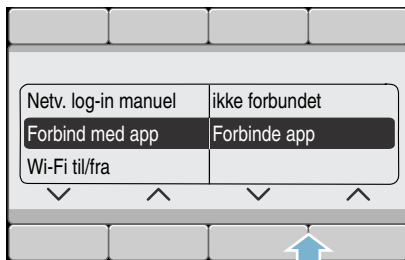 Netv. log-in manuel ikke forbundet
Forbind med app Forbinde app
Wi-Fi til/fra